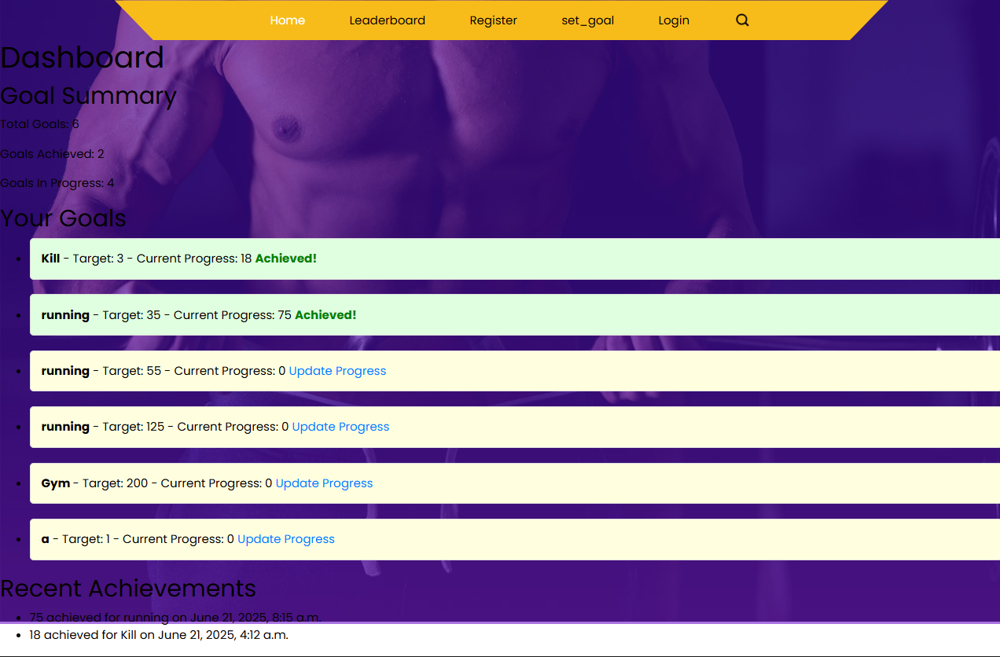 Home Leaderboard Register set_goal Login
Dashboard
Goal Summary
Total Goals: 6
Goals Achieved: 2
Goals In Progress: 4
Your Goals
Kill - Target: 3 - Current Progress: 18 Achieved!
running - Target: 35 - Current Progress: 75 Achieved!
running - Target: 55 - Current Progress: 0 Update Progress
running - Target: 125 - Current Progress: 0 Update Progress
Gym - Target: 200 - Current Progress: 0 Update Progress
a - Target: 1 - Current Progress: 0 Update Progress
Recent Achievements
75 achieved for running on June 21, 2025, 8:15 a.m.
18 achieved for Kill on June 21, 2025, 4:12 a.m.